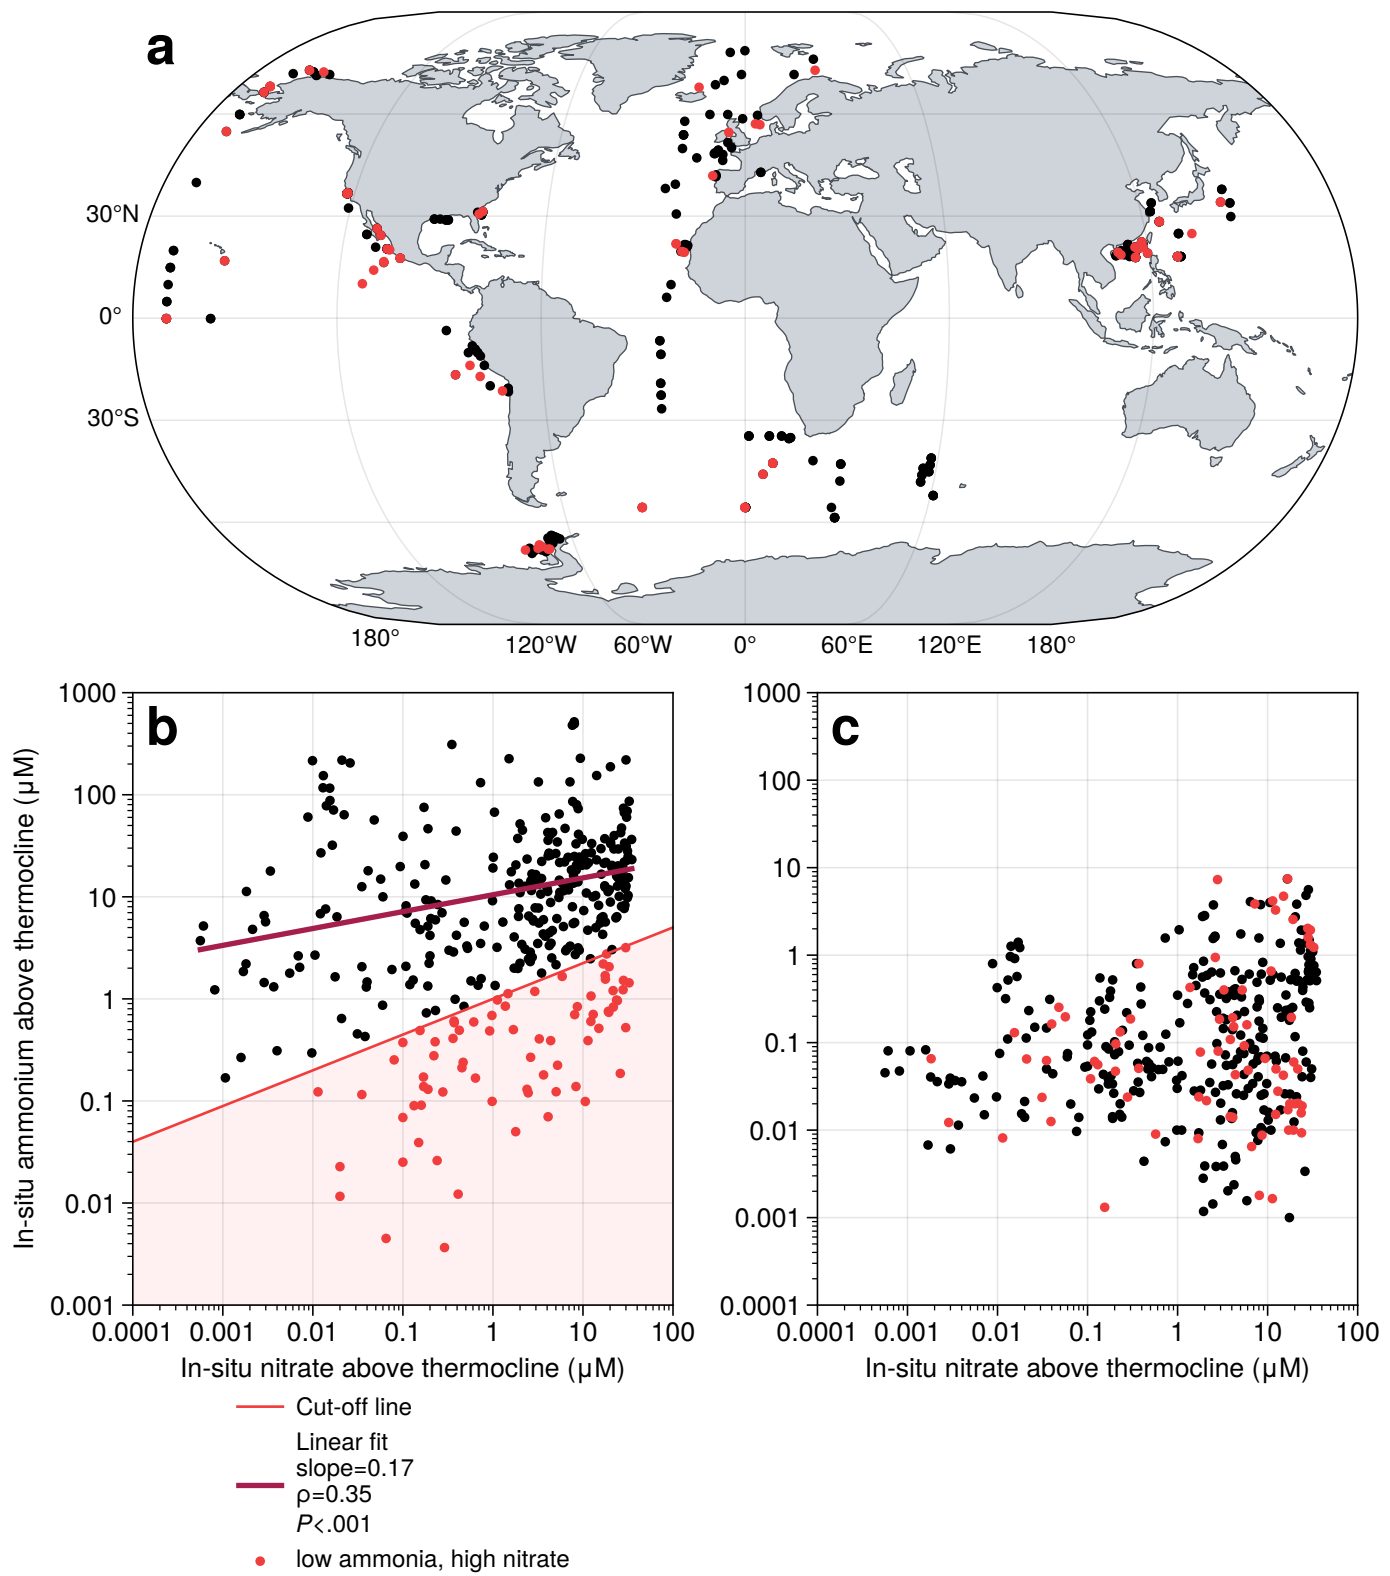 a
30°N
0°
30°S
180° 120°W 60°W 0° 60°E 120°E 180°
b
1000
100
10
1
0.1
0.01
0.001
In-situ ammonium above thermocline (µM)
0.0001 0.001 0.01 0.1 1 10 100
In-situ nitrate above thermocline (µM)
c
1000
100
10
1
0.1
0.01
0.001
0.0001
0.0001 0.001 0.01 0.1 1 10 100
In-situ nitrate above thermocline (µM)
Cut-off line
Linear fit
slope=0.17
ρ=0.35
P<.001
low ammonia, high nitrate